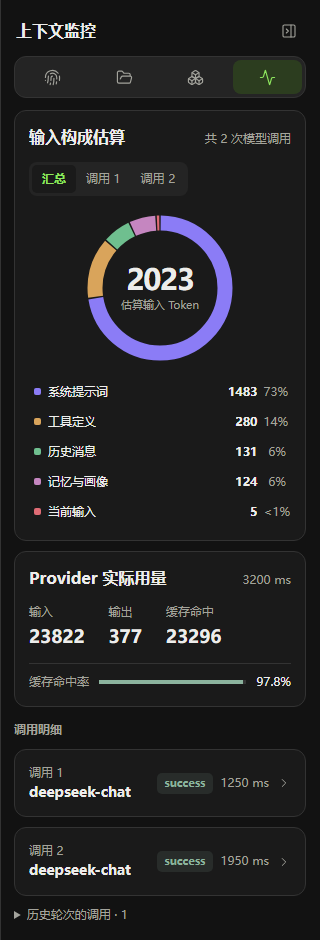 上下文监控
输入构成估算 共 2 次模型调用
汇总 调用 1 调用 2
2023
估算输入 Token
系统提示词 1483 73%
工具定义 280 14%
历史消息 131 6%
记忆与画像 124 6%
当前输入 5 <1%
Provider 实际用量 3200 ms
输入 输出 缓存命中
23822 377 23296
缓存命中率 97.8%
调用明细
调用 1
deepseek-chat success 1250 ms
调用 2
deepseek-chat success 1950 ms
历史轮次的调用 · 1